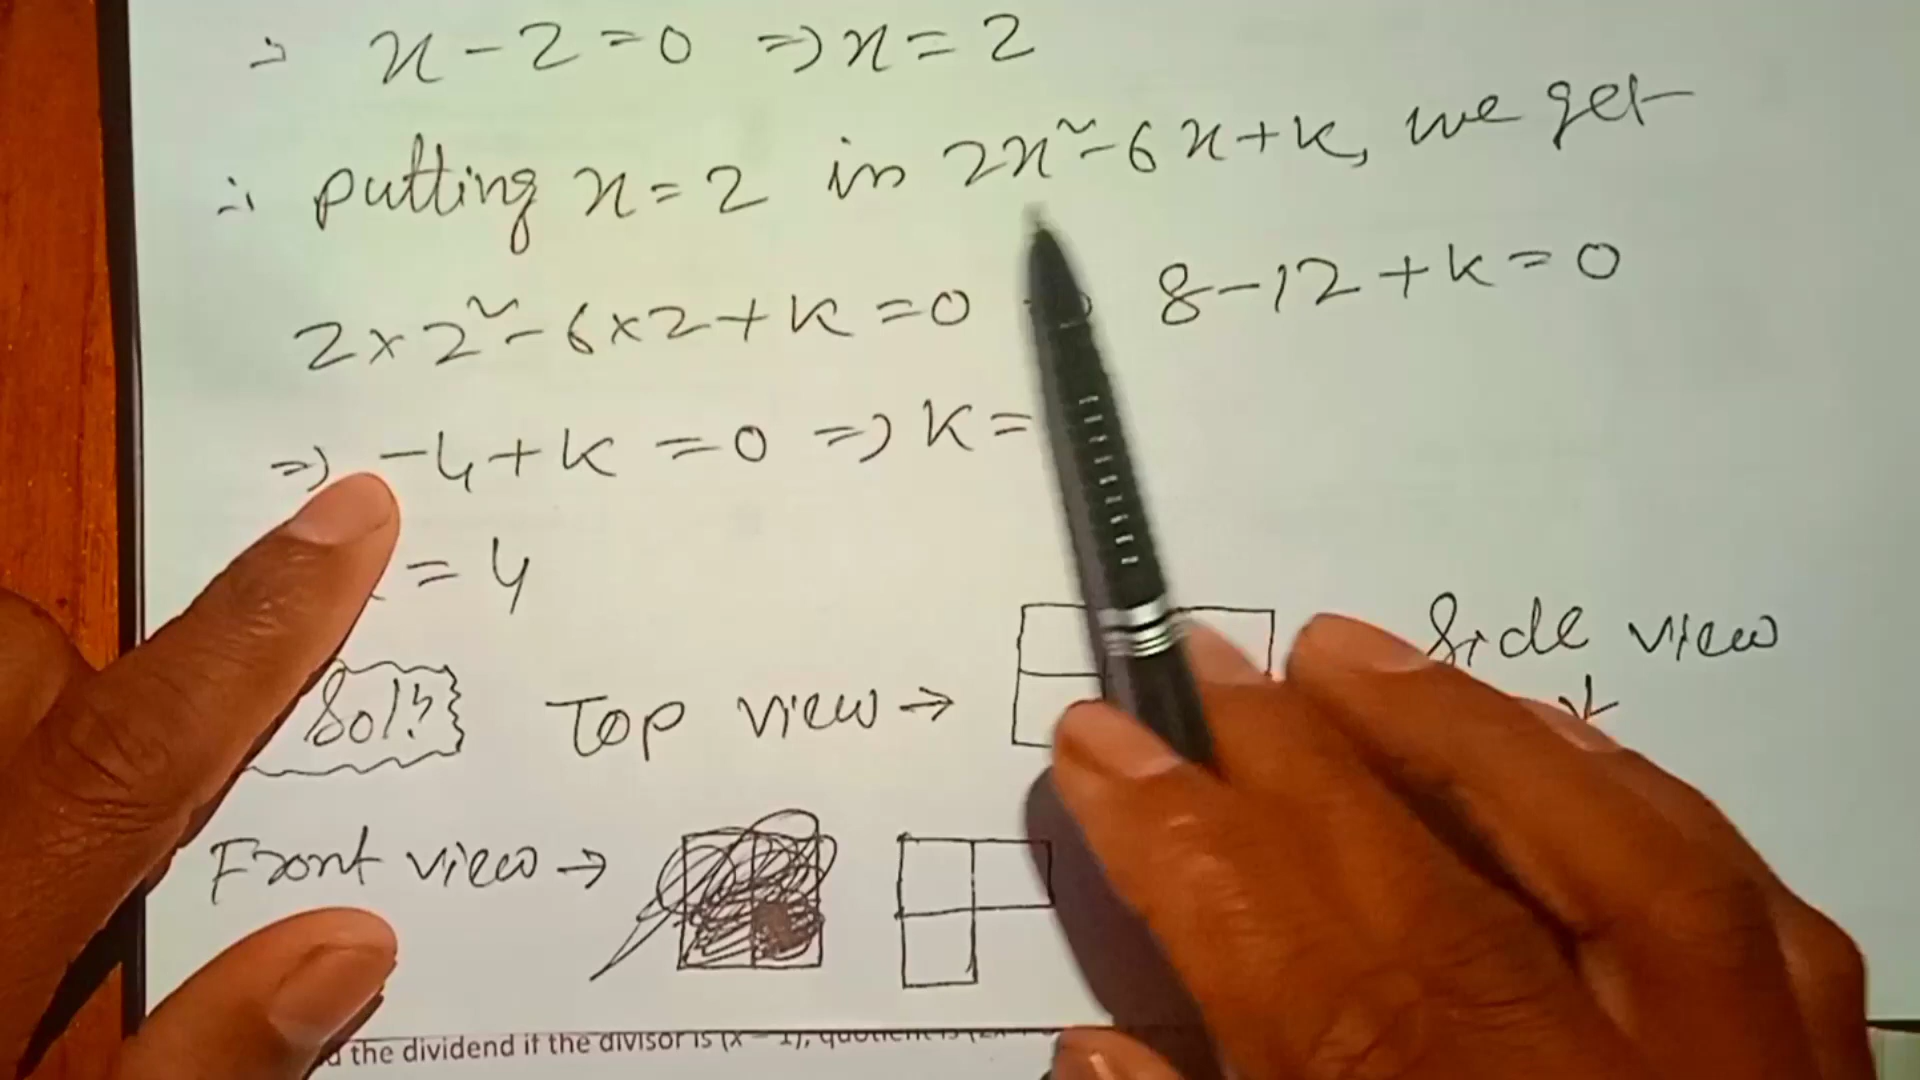 ∴ x - 2 = 0 ⇒ x = 2
∴ putting x = 2 in 2x² - 6x + k, we get
2 × 2² - 6 × 2 + k = 0 8 - 12 + k = 0
⇒ -4 + k = 0 ⇒ k =
= 4
Side view
Sol? Top view →
Front view →
the dividend if the divisor is (x - 1), quotient is (2x